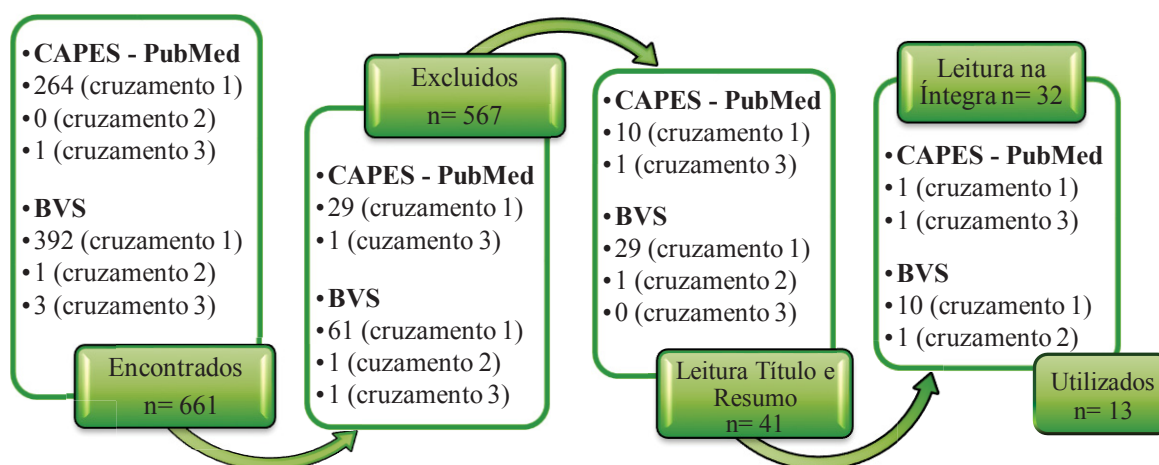 • CAPES - PubMed
• 264 (cruzamento 1)
• 0 (cruzamento 2)
• 1 (cruzamento 3)
• BVS
• 392 (cruzamento 1)
• 1 (cruzamento 2)
• 3 (cruzamento 3)
Encontrados
n= 661
Excluidos
n= 567
• CAPES - PubMed
• 29 (cruzamento 1)
• 1 (cuzamento 3)
• BVS
• 61 (cruzamento 1)
• 1 (cuzamento 2)
• 1 (cruzamento 3)
• CAPES - PubMed
• 10 (cruzamento 1)
• 1 (cruzamento 3)
• BVS
• 29 (cruzamento 1)
• 1 (cruzamento 2)
• 0 (cruzamento 3)
Leitura Título e
Resumo
n= 41
Leitura na
Íntegra n= 32
• CAPES - PubMed
• 1 (cruzamento 1)
• 1 (cruzamento 3)
• BVS
• 10 (cruzamento 1)
• 1 (cruzamento 2)
Utilizados
n= 13